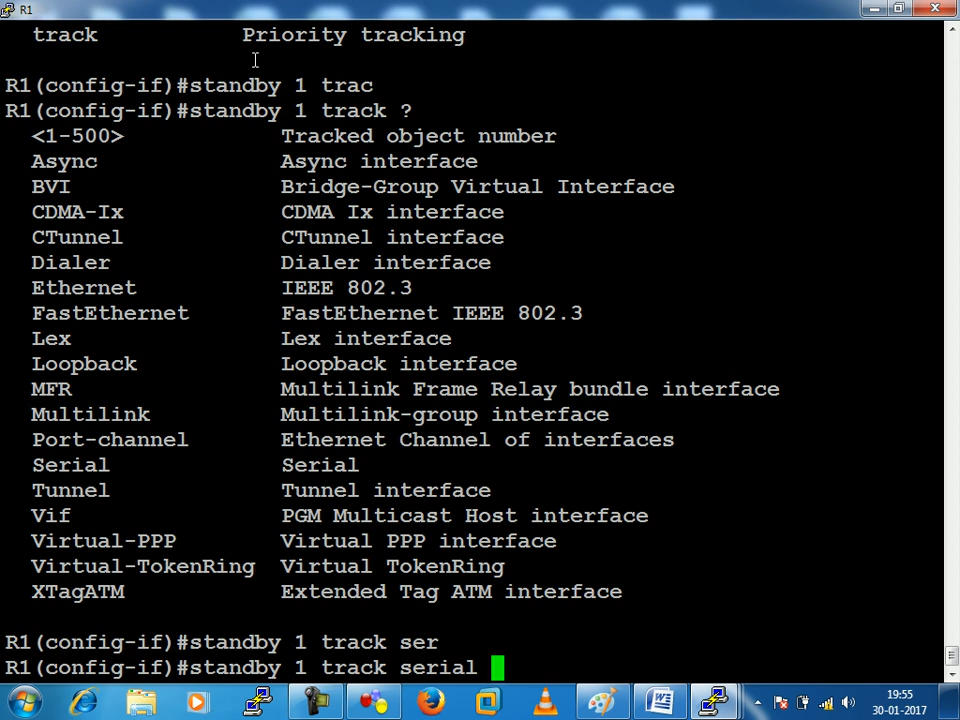 R1
track Priority tracking
R1(config-if)#standby 1 trac
R1(config-if)#standby 1 track ?
<1-500> Tracked object number
Async Async interface
BVI Bridge-Group Virtual Interface
CDMA-Ix CDMA Ix interface
CTunnel CTunnel interface
Dialer Dialer interface
Ethernet IEEE 802.3
FastEthernet FastEthernet IEEE 802.3
Lex Lex interface
Loopback Loopback interface
MFR Multilink Frame Relay bundle interface
Multilink Multilink-group interface
Port-channel Ethernet Channel of interfaces
Serial Serial
Tunnel Tunnel interface
Vif PGM Multicast Host interface
Virtual-PPP Virtual PPP interface
Virtual-TokenRing Virtual TokenRing
XTagATM Extended Tag ATM interface
R1(config-if)#standby 1 track ser
R1(config-if)#standby 1 track serial
19:55
30-01-2017